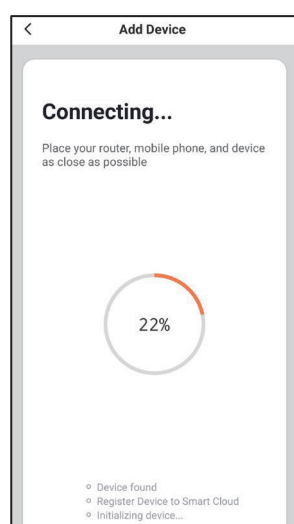 Add Device
Connecting...
Place your router, mobile phone, and device
as close as possible
22%
Device found
Register Device to Smart Cloud
Initializing device...